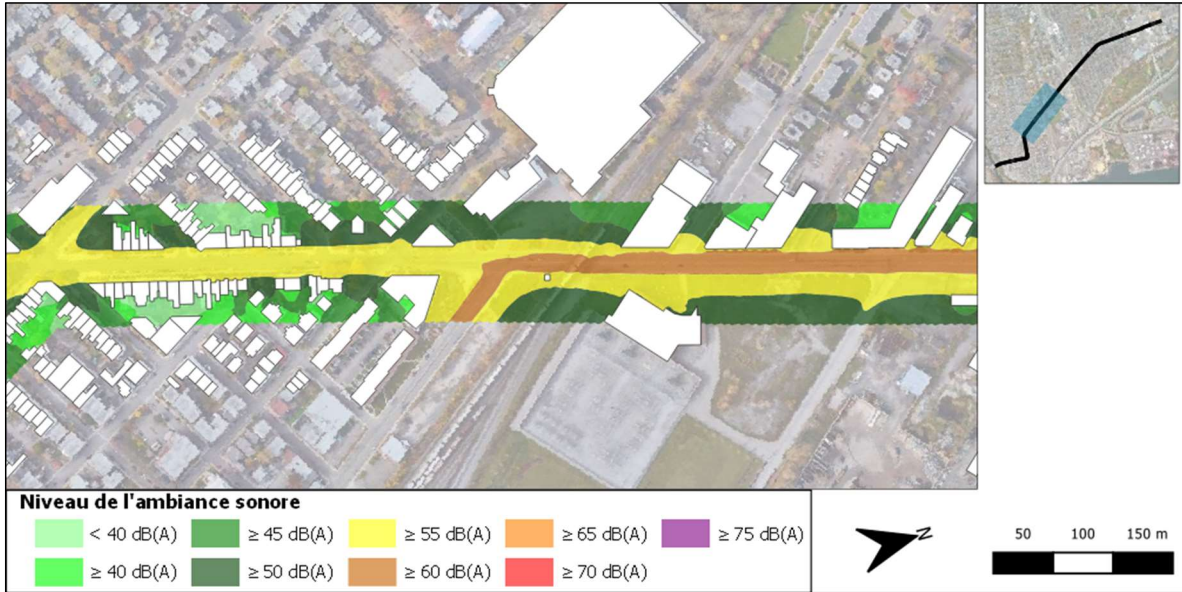 Niveau de l'ambiance sonore
< 40 dB(A) ≥ 45 dB(A) ≥ 55 dB(A) ≥ 65 dB(A) ≥ 75 dB(A)
≥ 40 dB(A) ≥ 50 dB(A) ≥ 60 dB(A) ≥ 70 dB(A)
N
50 100 150 m